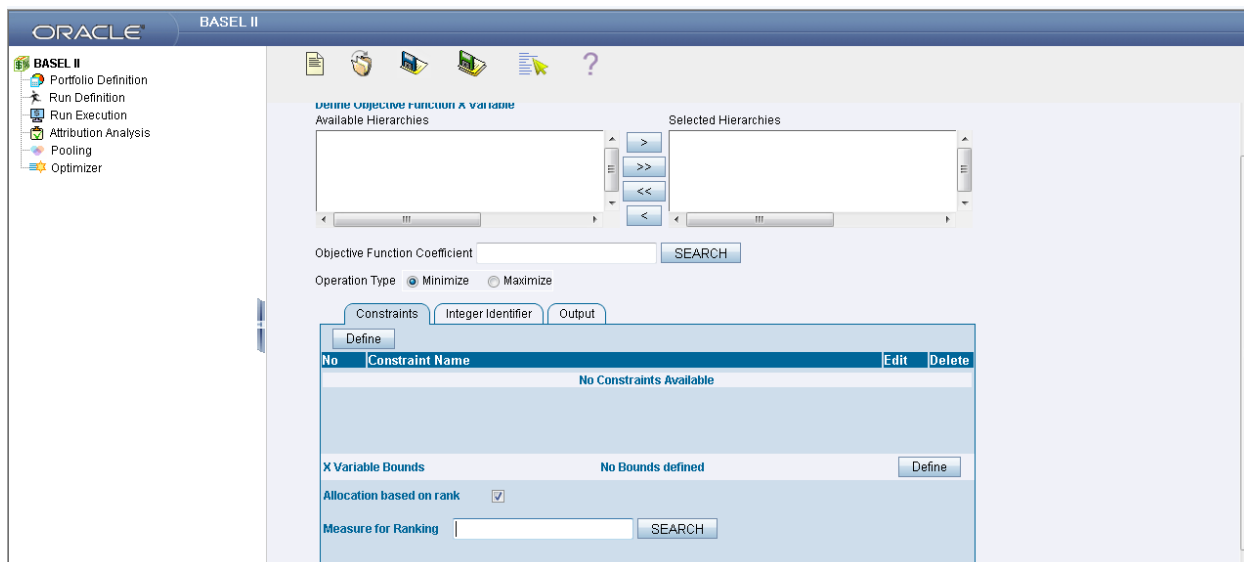 ORACLE
BASEL II
BASEL II
Portfolio Definition
Run Definition
Run Execution
Attribution Analysis
Pooling
Optimizer
?
Define Objective Function X Variable
Available Hierarchies
Selected Hierarchies
>
>>
<<
<
Objective Function Coefficient
SEARCH
Operation Type
Minimize
Maximize
Constraints
Integer Identifier
Output
Define
No Constraint Name Edit Delete
No Constraints Available
X Variable Bounds
No Bounds defined
Define
Allocation based on rank
Measure for Ranking
SEARCH